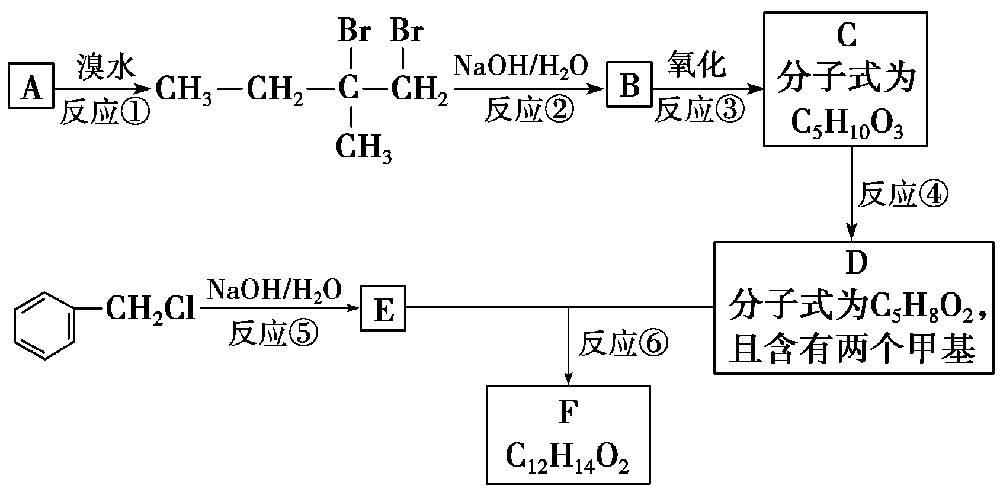 Br Br
A 溴水 反应① CH₃—CH₂—C—CH₂ NaOH/H₂O 反应② B 氧化 反应③
CH₃
C
分子式为
C₅H₁₀O₃
反应④
D
分子式为C₅H₈O₂,
且含有两个甲基
CH₂Cl NaOH/H₂O 反应⑤ E
反应⑥
F
C₁₂H₁₄O₂